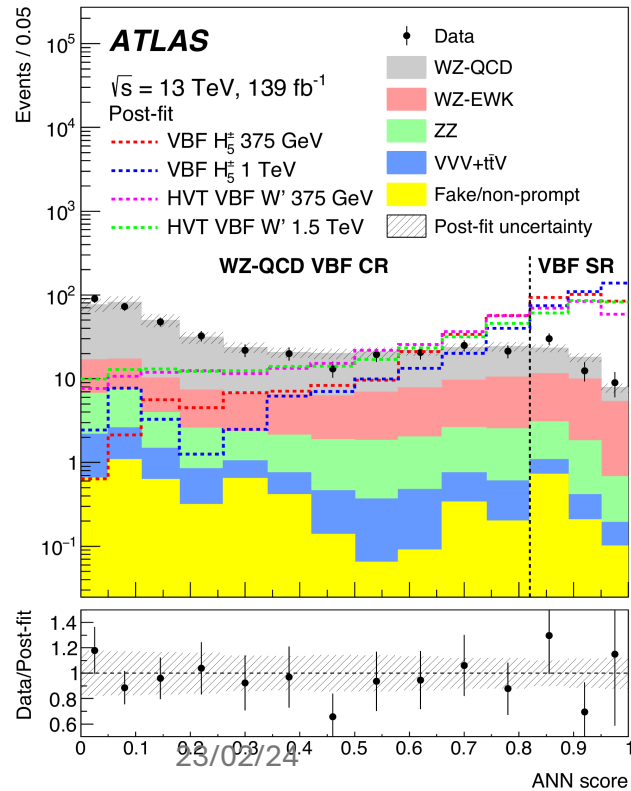 Events / 0.05
10⁵
10⁴
10³
10²
10
1
10⁻¹
ATLAS
√s = 13 TeV, 139 fb⁻¹
Post-fit
VBF H₅± 375 GeV
VBF H₅± 1 TeV
HVT VBF W' 375 GeV
HVT VBF W' 1.5 TeV
Data
WZ-QCD
WZ-EWK
ZZ
VVV+tt̄V
Fake/non-prompt
Post-fit uncertainty
WZ-QCD VBF CR
VBF SR
Data/Post-fit
1.4
1.2
1.0
0.8
0.6
0 0.1 0.2 0.3 0.4 0.5 0.6 0.7 0.8 0.9 1
23/02/24
ANN score